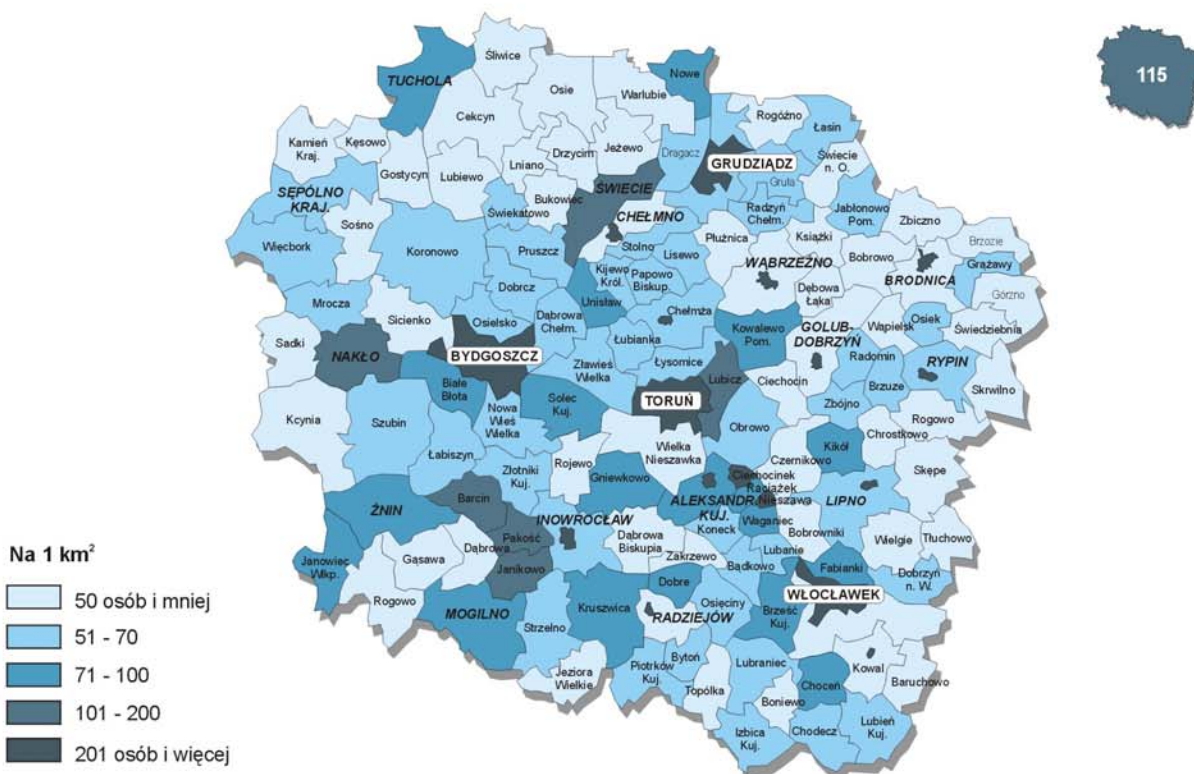 115
Śliwice
TUCHOLA
Nowe
Osie
Warlubie
Cekcyn
Rogóźno
Łasin
Kamień
Kraj.
Kęsowo
Drzycim
Jeżewo
Dragacz
GRUDZIĄDZ
Świecie
n. O.
Gostycyn
Lubiewo
Lniano
Gruta
SĘPÓLNO
KRAJ.
Bukowiec
ŚWIECIE
Radzyń
Chełm.
Jabłonowo
Pom.
Zbiczno
Świekatowo
CHEŁMNO
Sośno
Płużnica
Książki
Brzozie
Więcbork
Koronowo
Pruszcz
Stolno
Lisewo
Bobrowo
WĄBRZEŹNO
Grążawy
Kijewo
Król.
Papowo
Biskup.
BRODNICA
Dobrcz
Dębowa
Łąka
Górzno
Mrocza
Unisław
Chełmża
Sicienko
Osielsko
Dąbrowa
Chełm.
Kowalewo
Pom.
GOLUB-
DOBRZYŃ
Wąpielsk
Osiek
Świedziebnia
Sadki
Łubianka
NAKŁO
BYDGOSZCZ
Zławieś
Wielka
Łysomice
Radomin
RYPIN
Białe
Błota
Lubicz
Ciechocin
Brzuze
Skrwilno
Solec
Kuj.
TORUŃ
Zbójno
Kcynia
Szubin
Nowa
Wieś
Wielka
Obrowo
Rogowo
Chrostkowo
Wielka
Nieszawka
Kikół
Łabiszyn
Czernikowo
Złotniki
Kuj.
Rojewo
Skępe
Gniewkowo
Ciechocinek
Raciążek
Barcin
ALEKSANDR.
KUJ.
Nieszawa
LIPNO
ŻNIN
INOWROCŁAW
Waganiec
Koneck
Bobrowniki
Pakość
Dąbrowa
Biskupia
Wielgie
Tłuchowo
Dąbrowa
Zakrzewo
Lubanie
Gąsawa
Janowiec
Wlkp.
Bądkowo
Fabianki
Janikowo
Dobre
Dobrzyń
n. W.
WŁOCŁAWEK
Rogowo
Kruszwica
Osięciny
MOGILNO
Brześć
Kuj.
RADZIEJÓW
Strzelno
Kowal
Bytoń
Piotrków
Kuj.
Lubraniec
Jeziora
Wielkie
Baruchowo
Choceń
Topólka
Boniewo
Lubień
Kuj.
Izbica
Kuj.
Chodecz
Na 1 km²
50 osób i mniej
51 - 70
71 - 100
101 - 200
201 osób i więcej